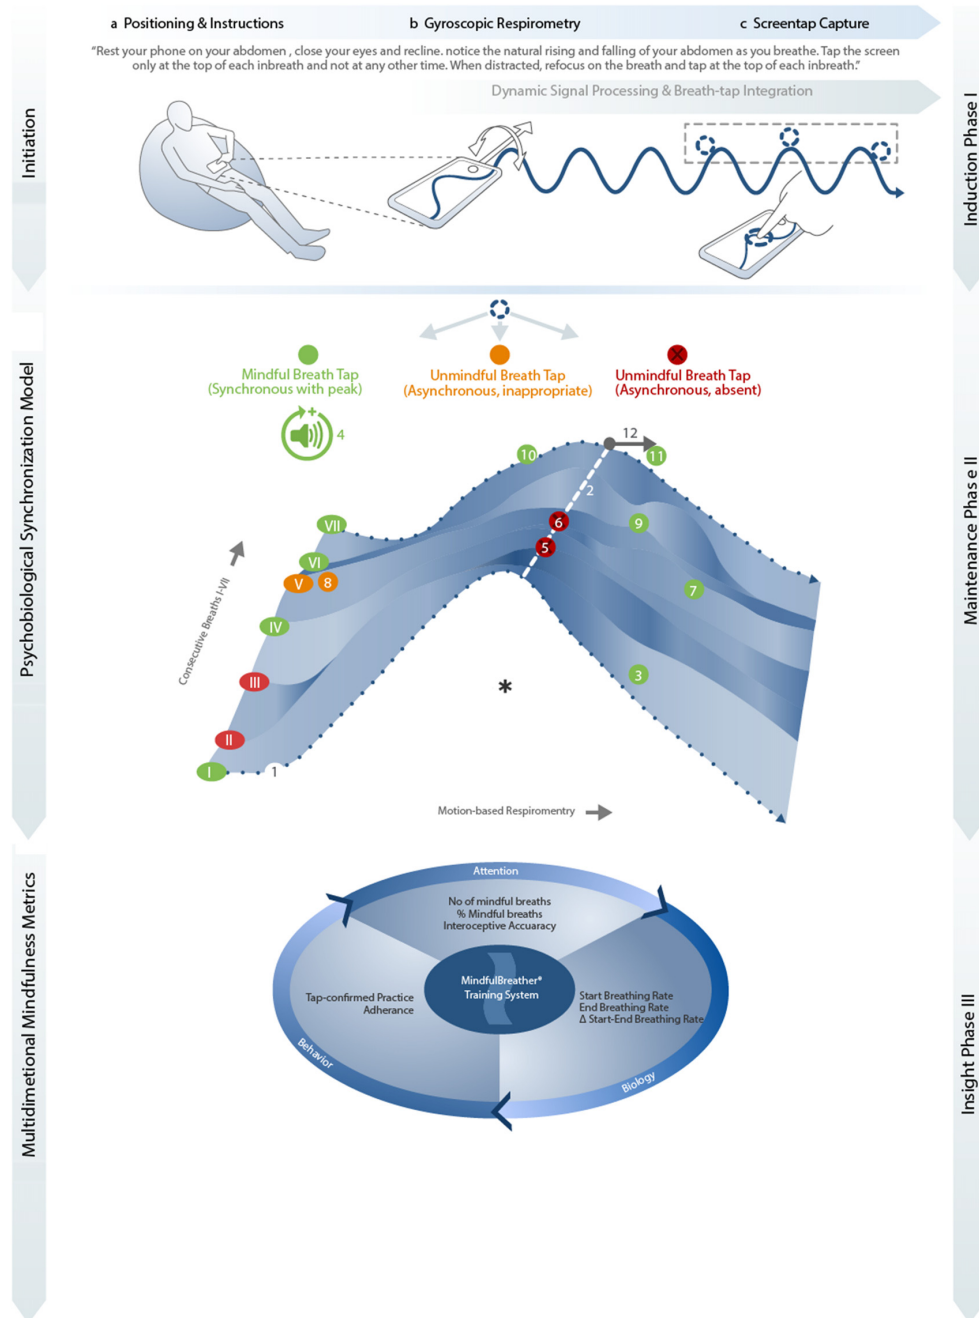 a Positioning & Instructions
b Gyroscopic Respirometry
c Screentap Capture
“Rest your phone on your abdomen , close your eyes and recline. notice the natural rising and falling of your abdomen as you breathe. Tap the screen
only at the top of each inbreath and not at any other time. When distracted, refocus on the breath and tap at the top of each inbreath.”
Dynamic Signal Processing & Breath-tap Integration
Initiation
Induction Phase I
Mindful Breath Tap
(Synchronous with peak)
Unmindful Breath Tap
(Asynchronous, inappropriate)
Unmindful Breath Tap
(Asynchronous, absent)
4
12
10
11
2
VII
6
9
5
VI
V
8
7
IV
III
3
II
I
1
*
Consecutive Breaths I-VII
Motion-based Respiromentry
Psychobiological Synchronization Model
Maintenance Phas e II
Attention
No of mindful breaths
% Mindful breaths
Interoceptive Accuaracy
MindfulBreather®
Training System
Tap-confirmed Practice
Adherance
Start Breathing Rate
End Breathing Rate
Δ Start-End Breathing Rate
Behavior
Biology
Multidimetional Mindfulness Metrics
Insight Phase III